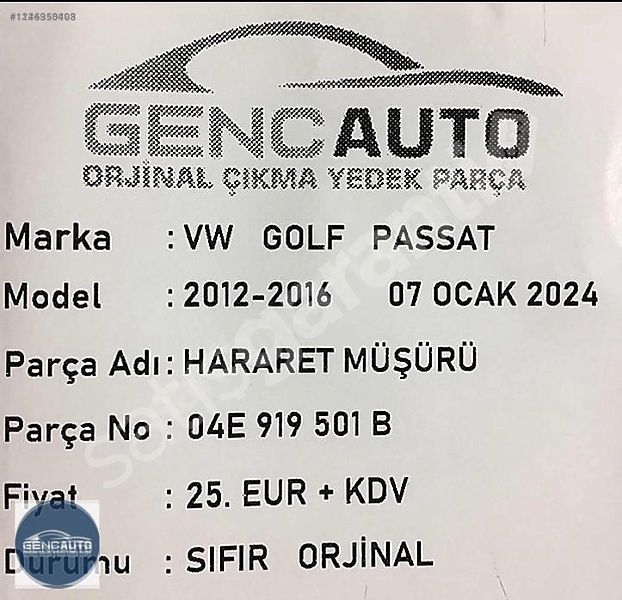 GENCAUTO
ORJİNAL ÇIKMA YEDEK PARÇA
Marka : VW GOLF PASSAT
Model : 2012-2016 07 OCAK 2024
Parça Adı : HARARET MÜŞÜRÜ
Parça No : 04E 919 501 B
Fiyat : 25. EUR + KDV
GENCAUTO
Durumu : SIFIR ORJİNAL